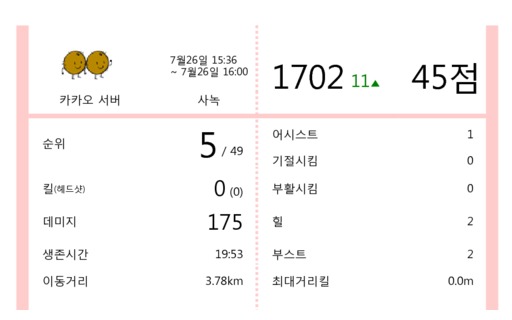 7월26일 15:36
~ 7월26일 16:00
카카오 서버
사녹
1702 11▲
45점
순위
5 / 49
킬(헤드샷)
0 (0)
데미지
175
생존시간
19:53
이동거리
3.78km
어시스트
1
기절시킴
0
부활시킴
0
힐
2
부스트
2
최대거리킬
0.0m